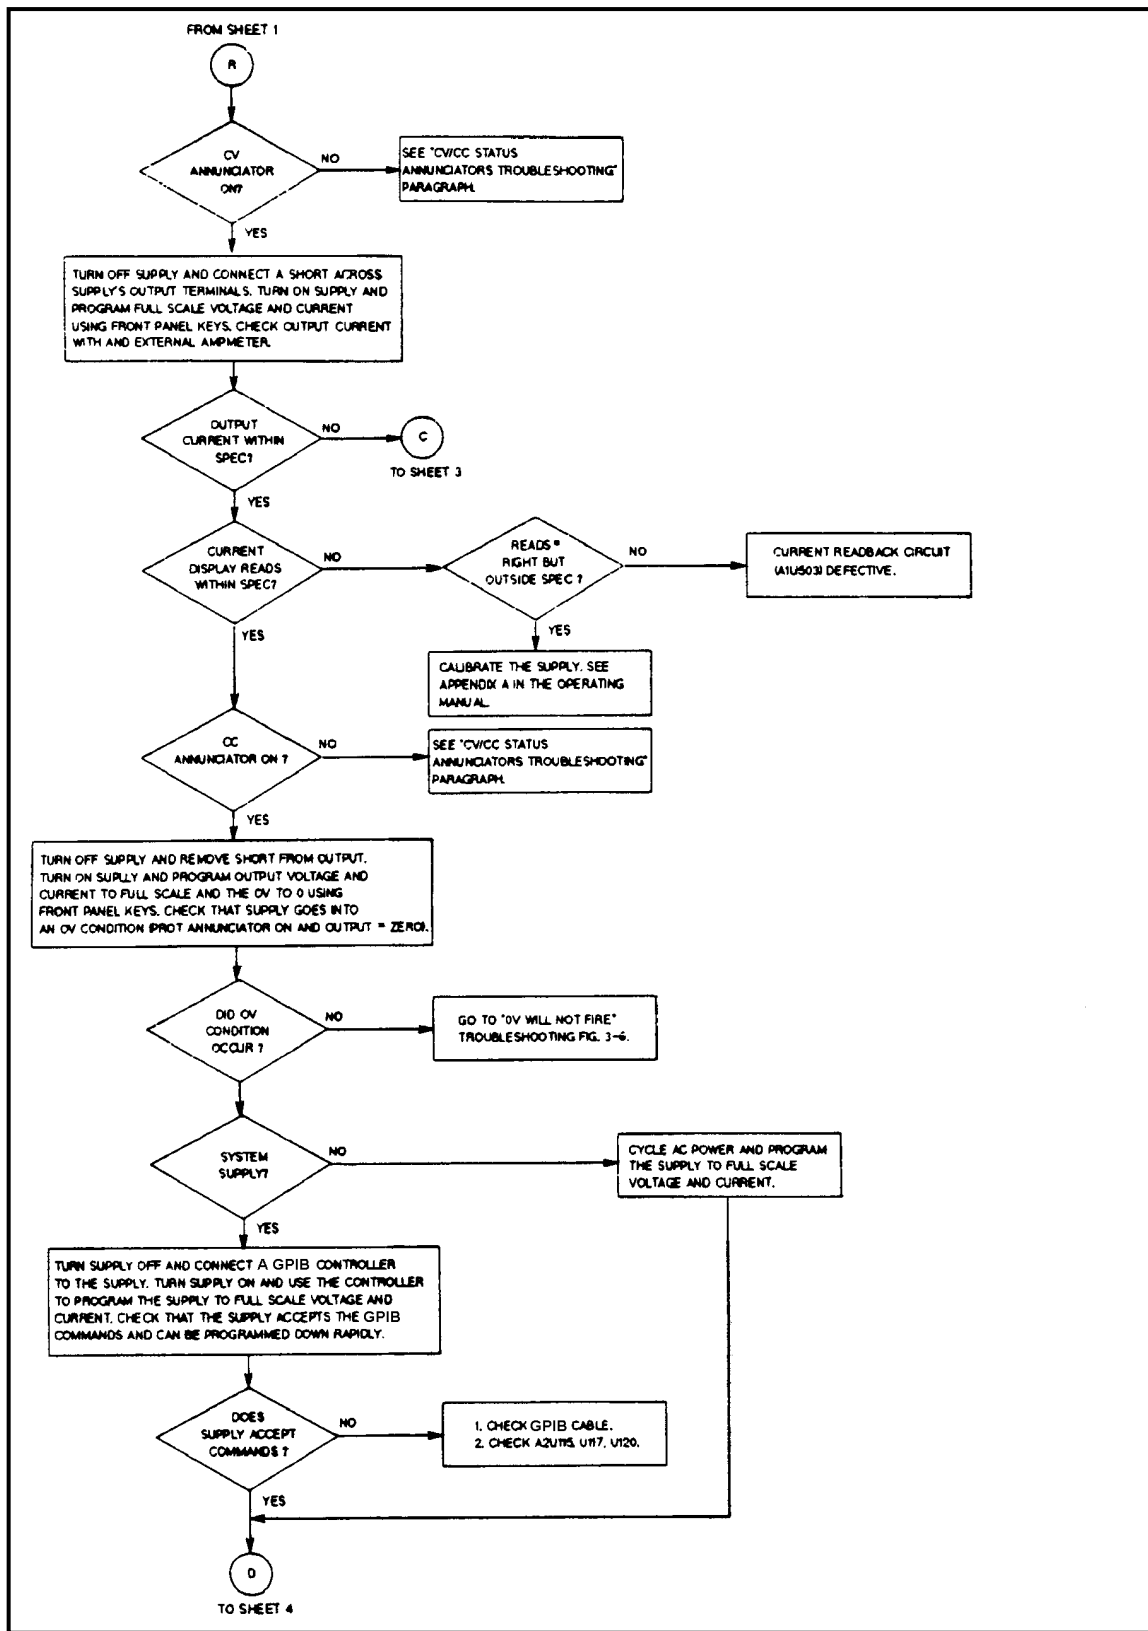 FROM SHEET 1
R
CV
ANNUNCIATOR
ON?
NO
SEE "CV/CC STATUS
ANNUNCIATORS TROUBLESHOOTING"
PARAGRAPH.
YES
TURN OFF SUPPLY AND CONNECT A SHORT ACROSS
SUPPLY'S OUTPUT TERMINALS. TURN ON SUPPLY AND
PROGRAM FULL SCALE VOLTAGE AND CURRENT
USING FRONT PANEL KEYS. CHECK OUTPUT CURRENT
WITH AND EXTERNAL AMPMETER.
OUTPUT
CURRENT WITHIN
SPEC?
NO
C
TO SHEET 3
YES
CURRENT
DISPLAY READS
WITHIN SPEC?
NO
READS "
RIGHT BUT
OUTSIDE SPEC ?
NO
CURRENT READBACK CIRCUIT
(A1U503) DEFECTIVE.
YES
YES
CALIBRATE THE SUPPLY. SEE
APPENDIX A IN THE OPERATING
MANUAL.
CC
ANNUNCIATOR ON ?
NO
SEE "CV/CC STATUS
ANNUNCIATORS TROUBLESHOOTING"
PARAGRAPH.
YES
TURN OFF SUPPLY AND REMOVE SHORT FROM OUTPUT.
TURN ON SUPLLY AND PROGRAM OUTPUT VOLTAGE AND
CURRENT TO FULL SCALE AND THE OV TO 0 USING
FRONT PANEL KEYS. CHECK THAT SUPPLY GOES INTO
AN OV CONDITION (PROT ANNUNCIATOR ON AND OUTPUT = ZERO).
DID OV
CONDITION
OCCUR ?
NO
GO TO "OV WILL NOT FIRE"
TROUBLESHOOTING FIG. 3-6.
SYSTEM
SUPPLY?
NO
CYCLE AC POWER AND PROGRAM
THE SUPPLY TO FULL SCALE
VOLTAGE AND CURRENT.
YES
TURN SUPPLY OFF AND CONNECT A GPIB CONTROLLER
TO THE SUPPLY. TURN SUPPLY ON AND USE THE CONTROLLER
TO PROGRAM THE SUPPLY TO FULL SCALE VOLTAGE AND
CURRENT. CHECK THAT THE SUPPLY ACCEPTS THE GPIB
COMMANDS AND CAN BE PROGRAMMED DOWN RAPIDLY.
DOES
SUPPLY ACCEPT
COMMANDS ?
NO
1. CHECK GPIB CABLE.
2. CHECK A2U115, U117, U120.
YES
D
TO SHEET 4